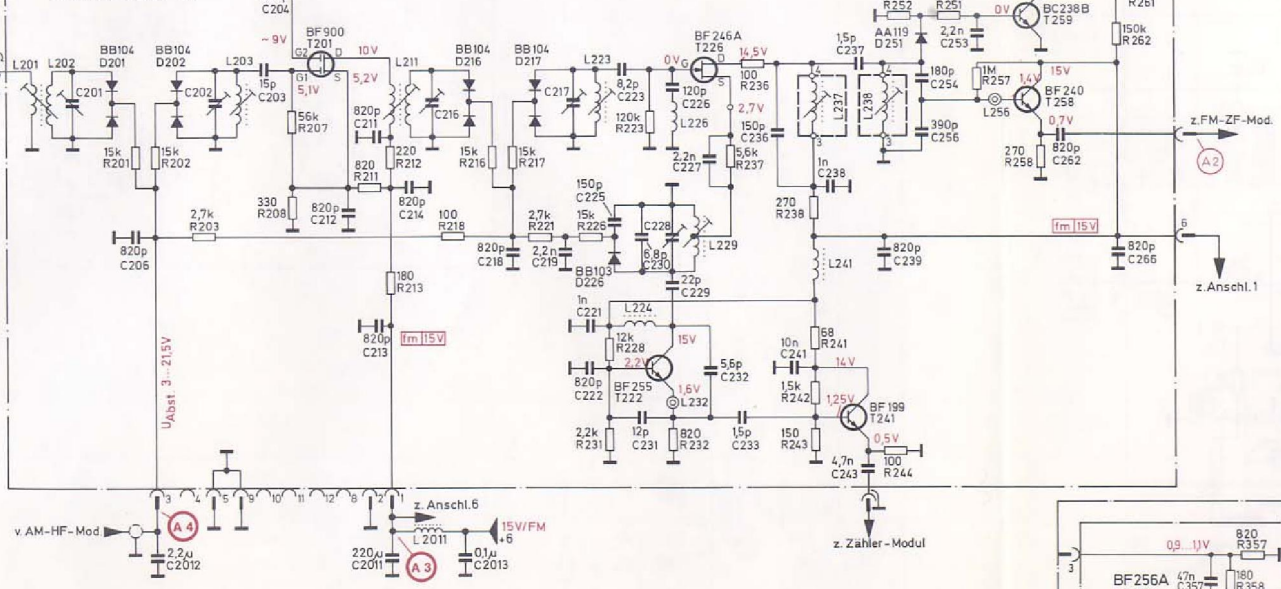 C204
R252
R251
BC238B
T259
0V
2,2n
C253
R261
150k
R262
~9V
BF900
T201
G2
D
10V
G1
S
5,1V
5,2V
L201
L202
BB104
D201
C201
BB104
D202
C202
L203
15p
C203
56k
R207
L211
820p
C211
220
R212
BB104
D216
C216
BB104
D217
C217
L223
8,2p
C223
120k
R223
0V
G
BF246A
T226
D
S
14,5V
100
R236
120p
C226
L226
2,7V
150p
C236
1,5p
C237
AA119
D251
180p
C254
4
L237
3
4
L238
3
1M
R257
1,4V
15V
BF240
T258
L256
0,7V
z.FM-ZF-Mod.
A2
390p
C256
270
R258
820p
C262
15k
R201
15k
R202
820
R211
15k
R216
15k
R217
2,2n
C227
5,6k
R237
1n
C238
330
R208
820p
C212
820p
C214
150p
C225
270
R238
2,7k
R203
100
R218
2,7k
R221
15k
R226
C228
L229
fm 15V
6
820p
C206
820p
C218
2,2n
C219
6,8p
C230
BB103
D226
820p
C239
820p
C266
L241
z.Anschl.1
180
R213
22p
C229
1n
C221
L224
820p
C213
fm 15V
12k
R228
15V
68
R241
UAbst. 3...21,5V
2,2V
820p
C222
BF255
T222
5,6p
C232
10n
C241
14V
1,6V
L232
1,5k
R242
1,25V
BF199
T241
2,2k
R231
12p
C231
820
R232
1,5p
C233
150
R243
0,5V
4,7n
C243
100
R244
3 4 5 9 10 11 12 8 2 1
v. AM-HF-Mod.
A4
z.Anschl.6
L2011
15V/FM
+6
2,2µ
C2012
220µ
C2011
A3
0,1µ
C2013
z. Zähler-Modul
3
0,9...1,1V
820
R357
BF256A
47n
C357
180
R358